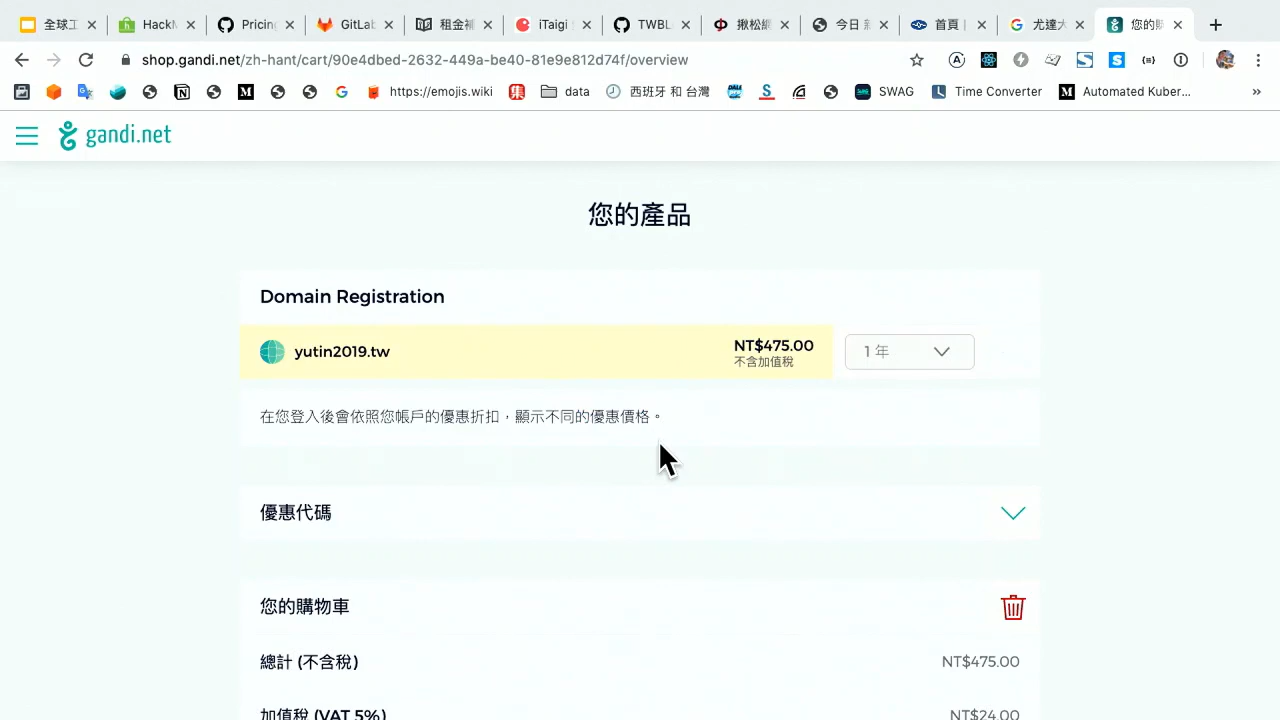 全球工
HackM
Pricing
GitLab
租金補
iTaigi
TWBL
揪松網
今日 新
首頁 |
尤達大
您的購
shop.gandi.net/zh-hant/cart/90e4dbed-2632-449a-be40-81e9e812d74f/overview
https://emojis.wiki
data
西班牙 和 台灣
SWAG
Time Converter
Automated Kuber...
gandi.net
您的產品
Domain Registration
yutin2019.tw
NT$475.00
不含加值稅
1 年
在您登入後會依照您帳戶的優惠折扣，顯示不同的優惠價格。
優惠代碼
您的購物車
總計 (不含稅)
NT$475.00
加值稅 (VAT 5%)
NT$24.00